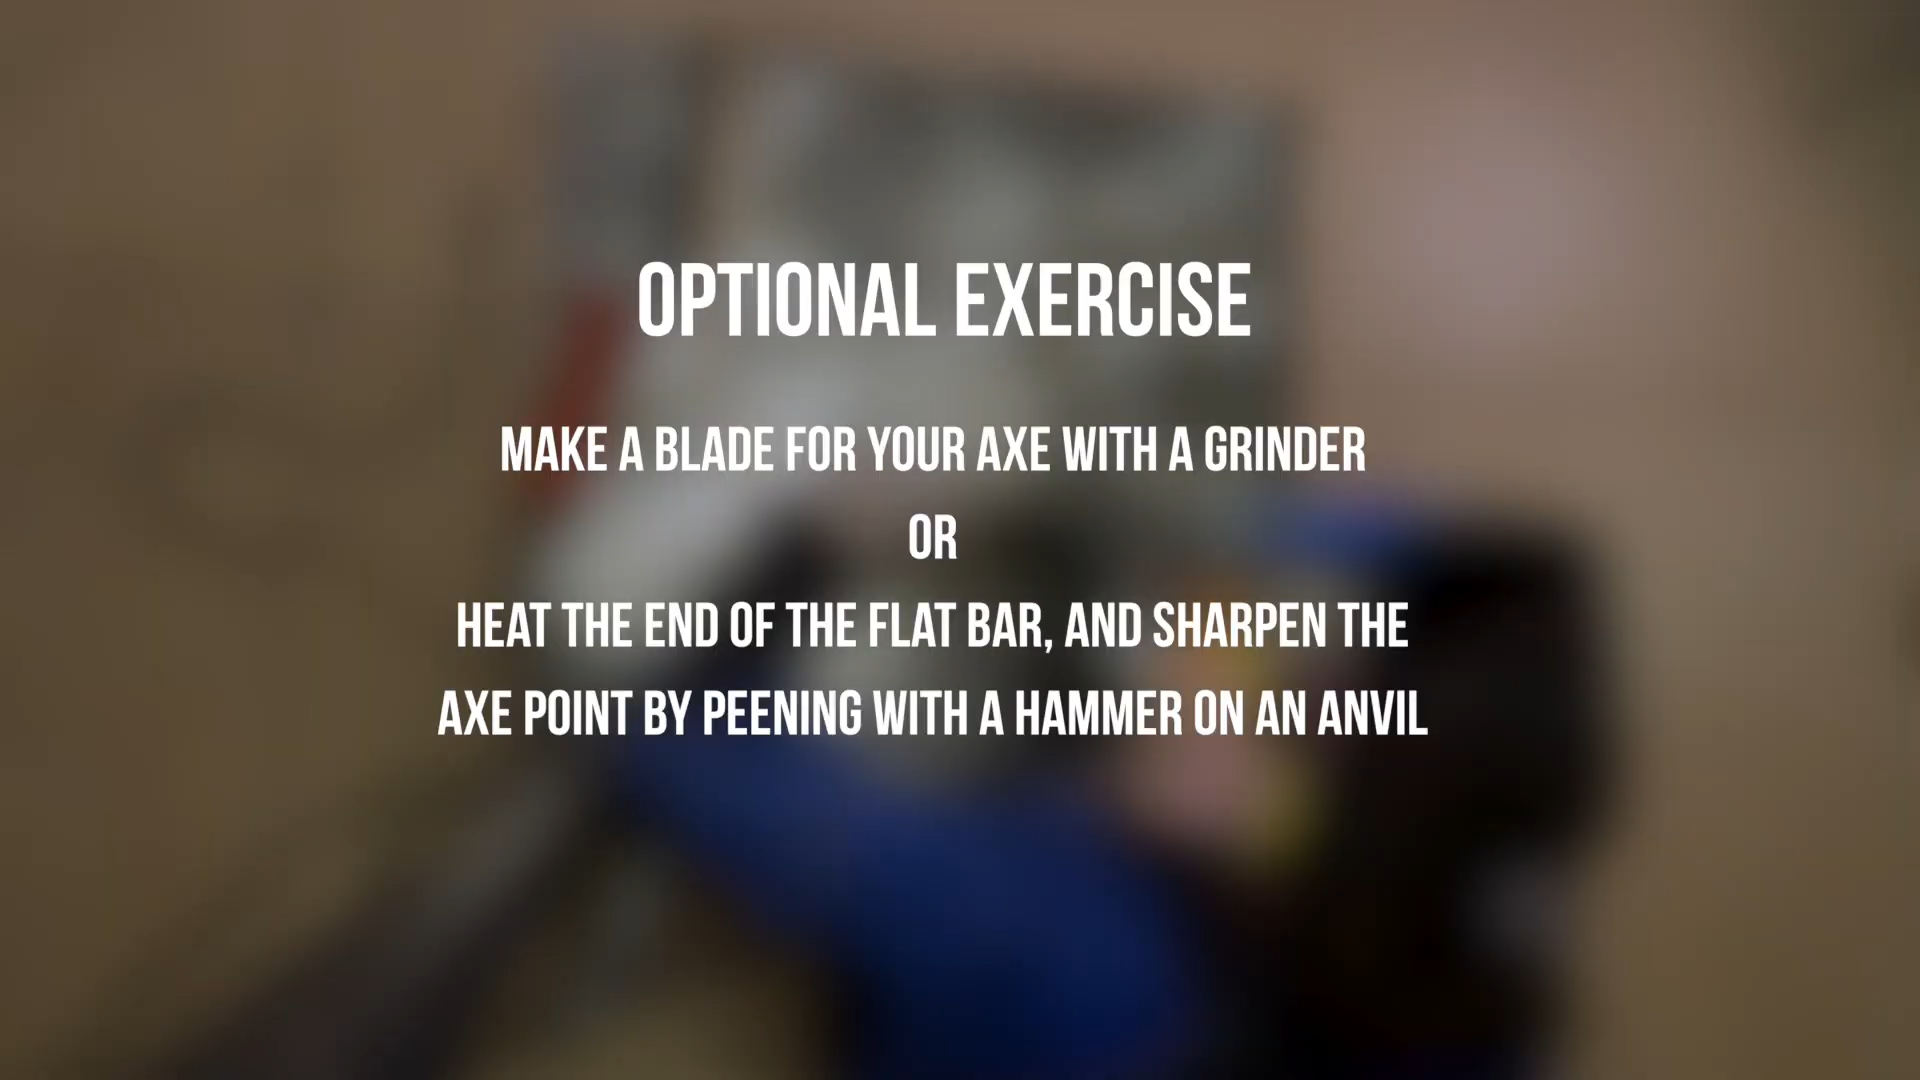 OPTIONAL EXERCISE
MAKE A BLADE FOR YOUR AXE WITH A GRINDER
OR
HEAT THE END OF THE FLAT BAR, AND SHARPEN THE
AXE POINT BY PEENING WITH A HAMMER ON AN ANVIL